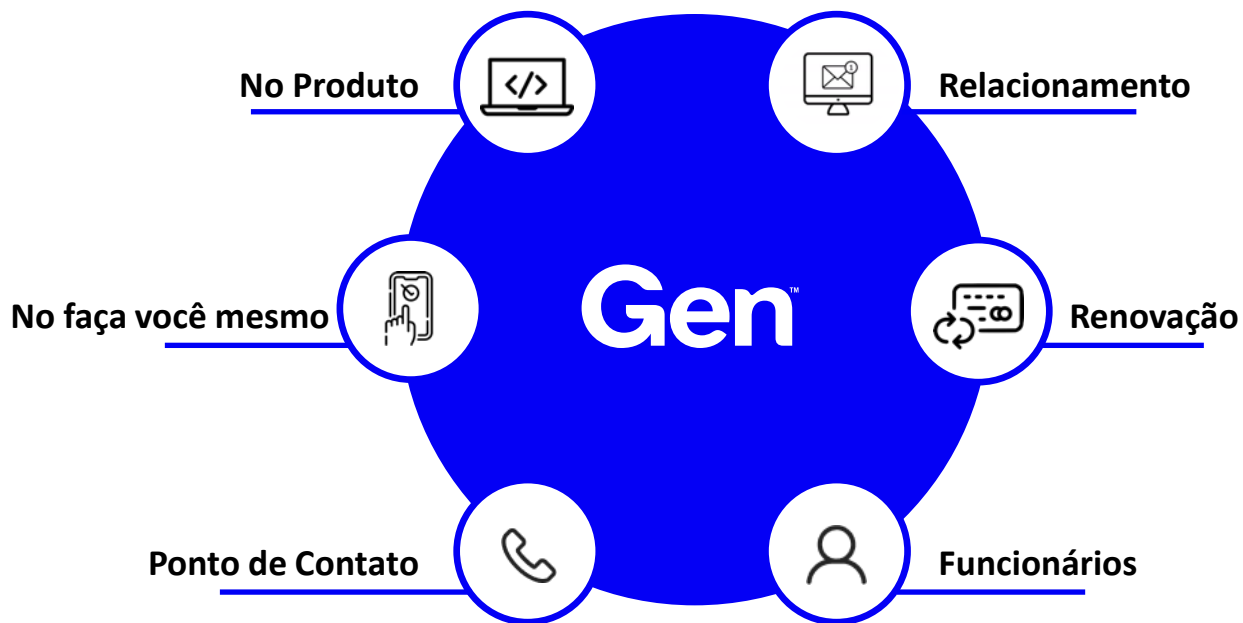 No Produto
Relacionamento
No faça você mesmo
Gen™
Renovação
Ponto de Contato
Funcionários